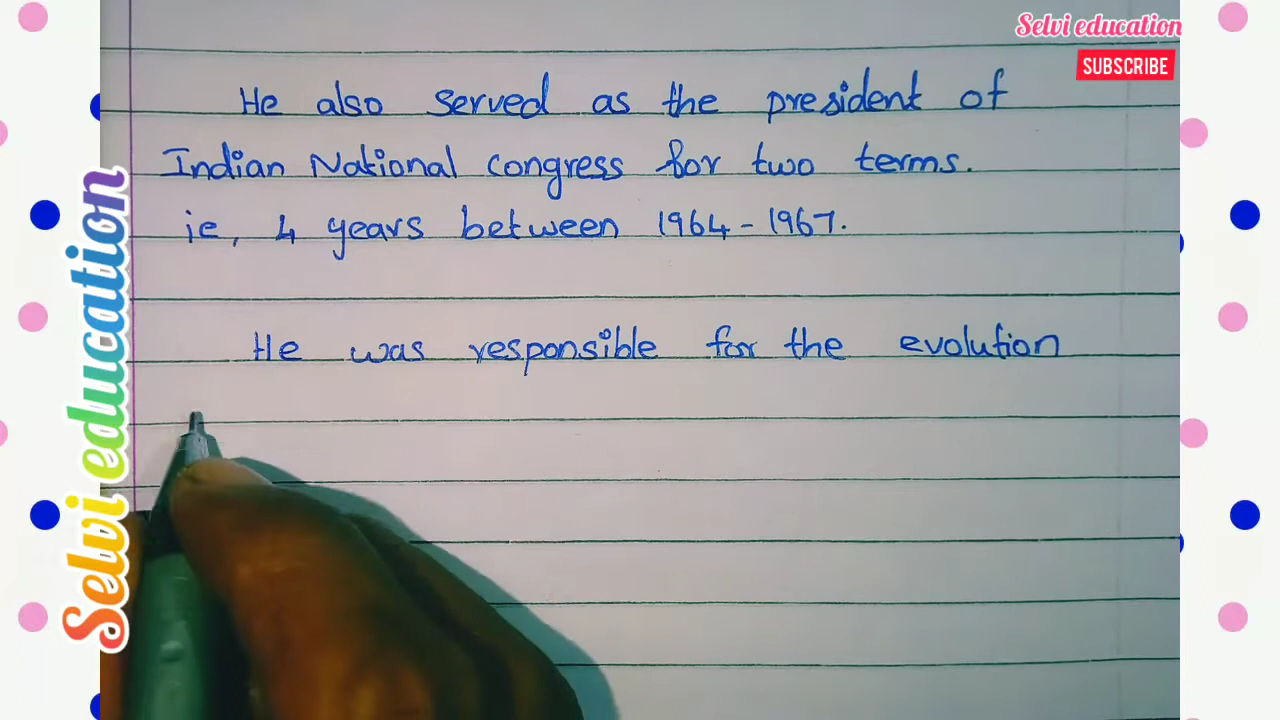 Selvi education
SUBSCRIBE
He also served as the president of
Indian National Congress for two terms.
ie, 4 years between 1964 - 1967.
He was responsible for the evolution
Selvi education